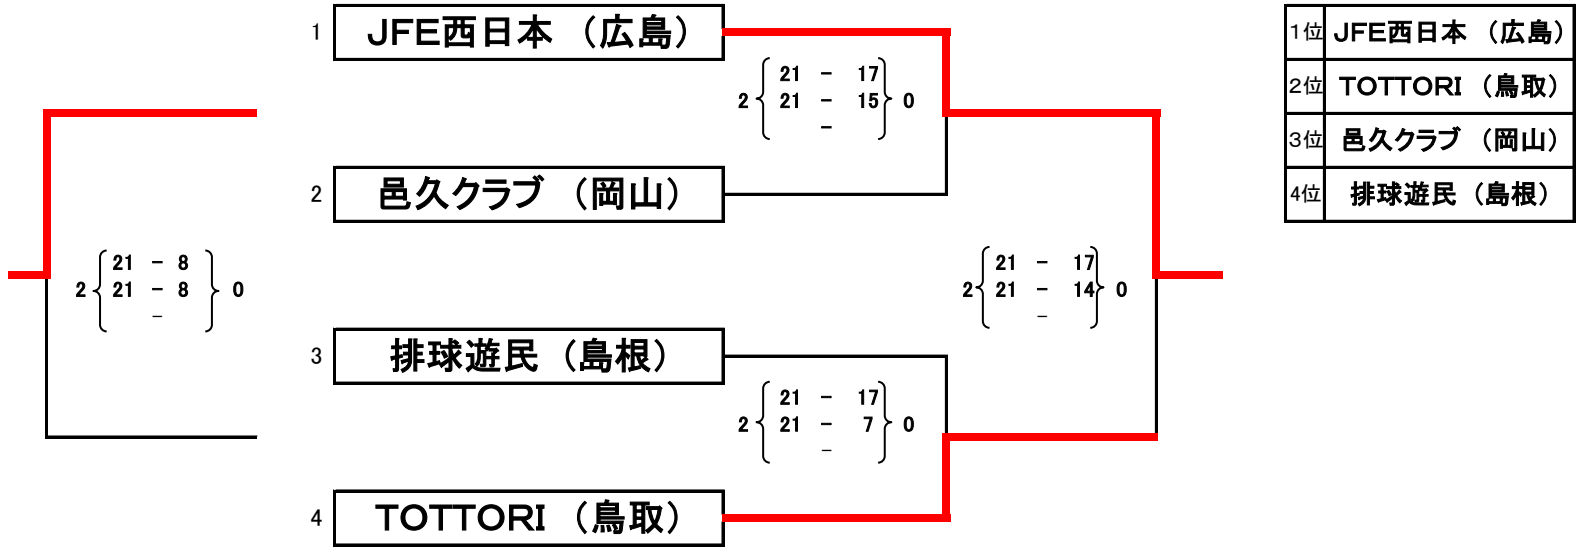 1 JFE西日本 (広島)
21 - 17
2 21 - 15 0
-
2 邑久クラブ (岡山)
21 - 8
2 21 - 8 0
-
21 - 17
2 21 - 14 0
-
3 排球遊民 (島根)
21 - 17
2 21 - 7 0
-
4 TOTTORI (鳥取)
1位 JFE西日本 (広島)
2位 TOTTORI (鳥取)
3位 邑久クラブ (岡山)
4位 排球遊民 (島根)